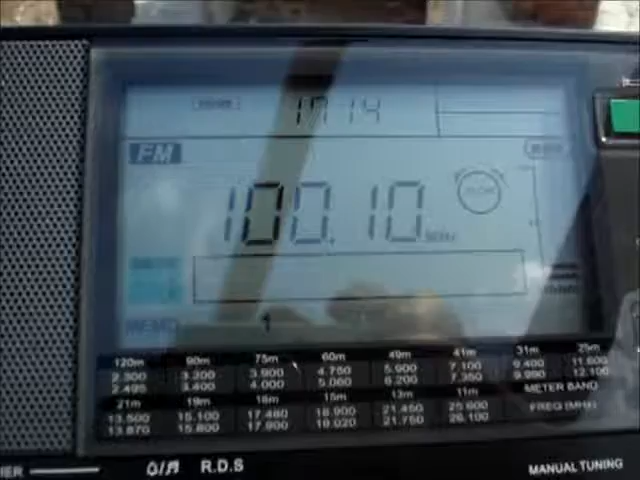 17 14
FM
100.10 MHz
MEMO 1
120m 90m 75m 60m 49m 41m 31m 25m
2.300 3.200 3.900 4.750 5.900 7.100 9.400 11.600
2.495 3.400 4.000 5.060 6.200 7.350 9.990 12.100
21m 19m 16m 15m 13m 11m METER BAND
13.500 15.100 17.480 18.900 21.450 25.600 FREQ (MHz)
13.870 15.800 17.900 19.020 21.750 26.100
R.D.S MANUAL TUNING